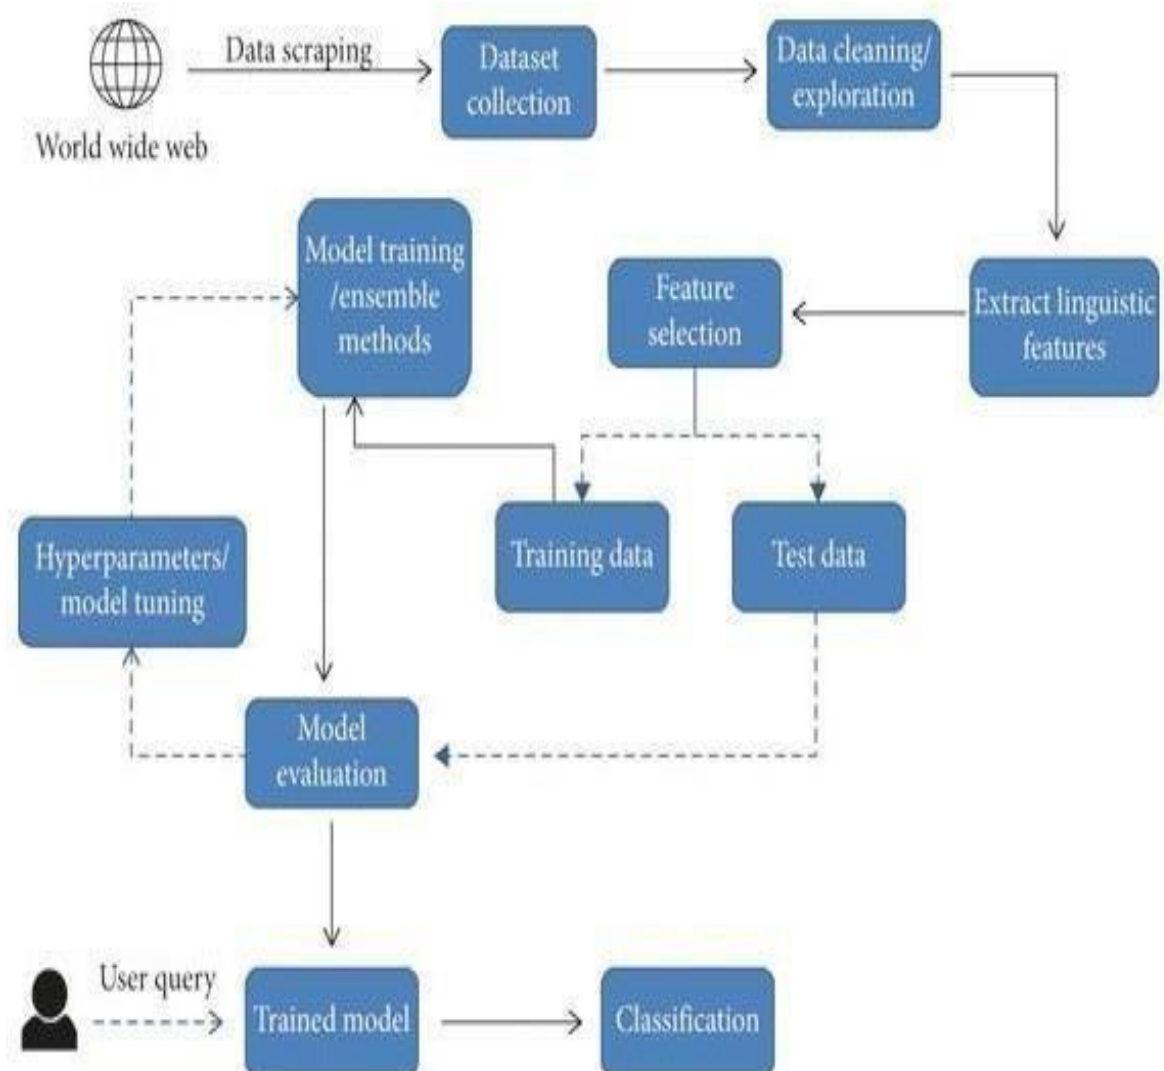 Data scraping
World wide web
Dataset
collection
Data cleaning/
exploration
Model training
/ensemble
methods
Feature
selection
Extract linguistic
features
Hyperparameters/
model tuning
Training data
Test data
Model
evaluation
User query
Trained model
Classification